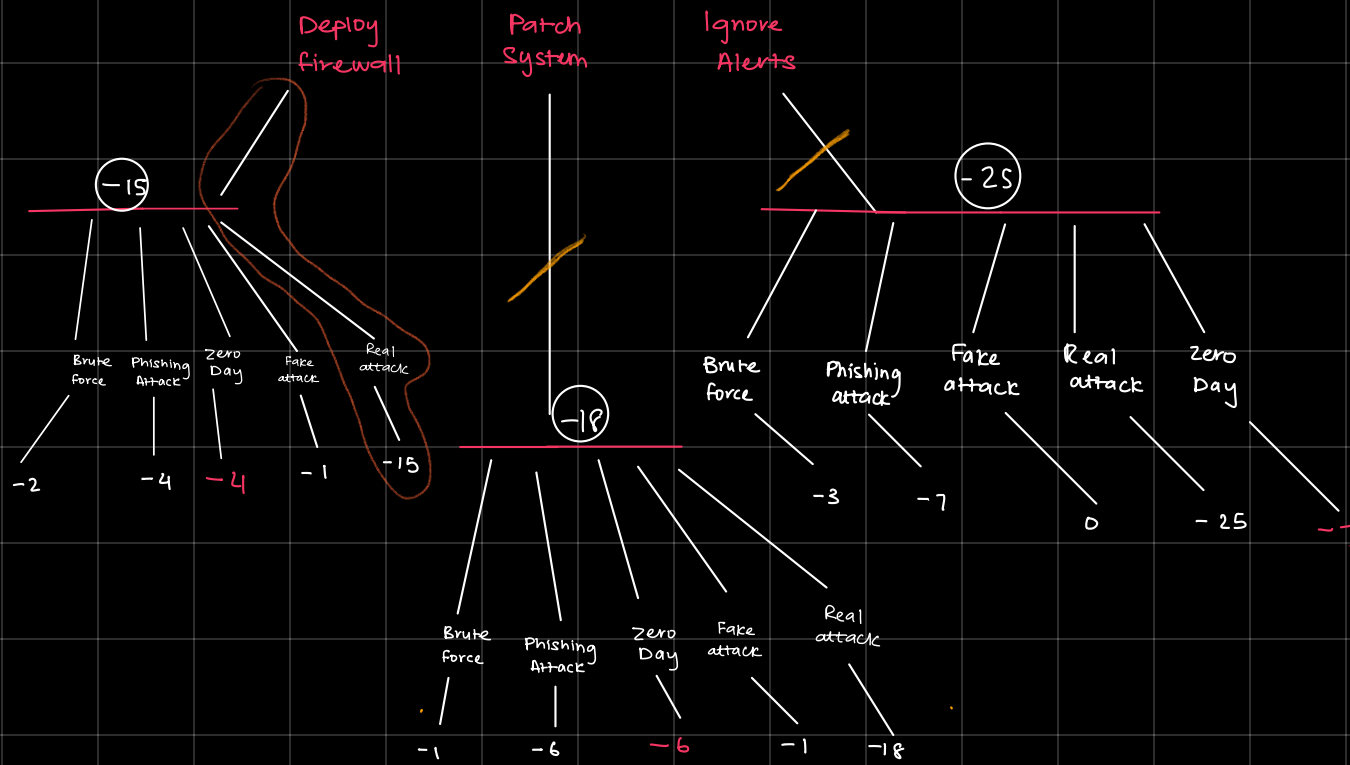 Deploy
firewall
Patch
System
Ignore
Alerts
-15
Brute
force
Phishing
Attack
Zero
Day
Fake
attack
Real
attack
-2
-4
-4
-1
-15
-18
Brute
force
Phishing
Attack
Zero
Day
Fake
attack
Real
attack
-1
-6
-6
-1
-18
-25
Brute
force
Phishing
attack
Fake
attack
Real
attack
Zero
Day
-3
-7
0
-25